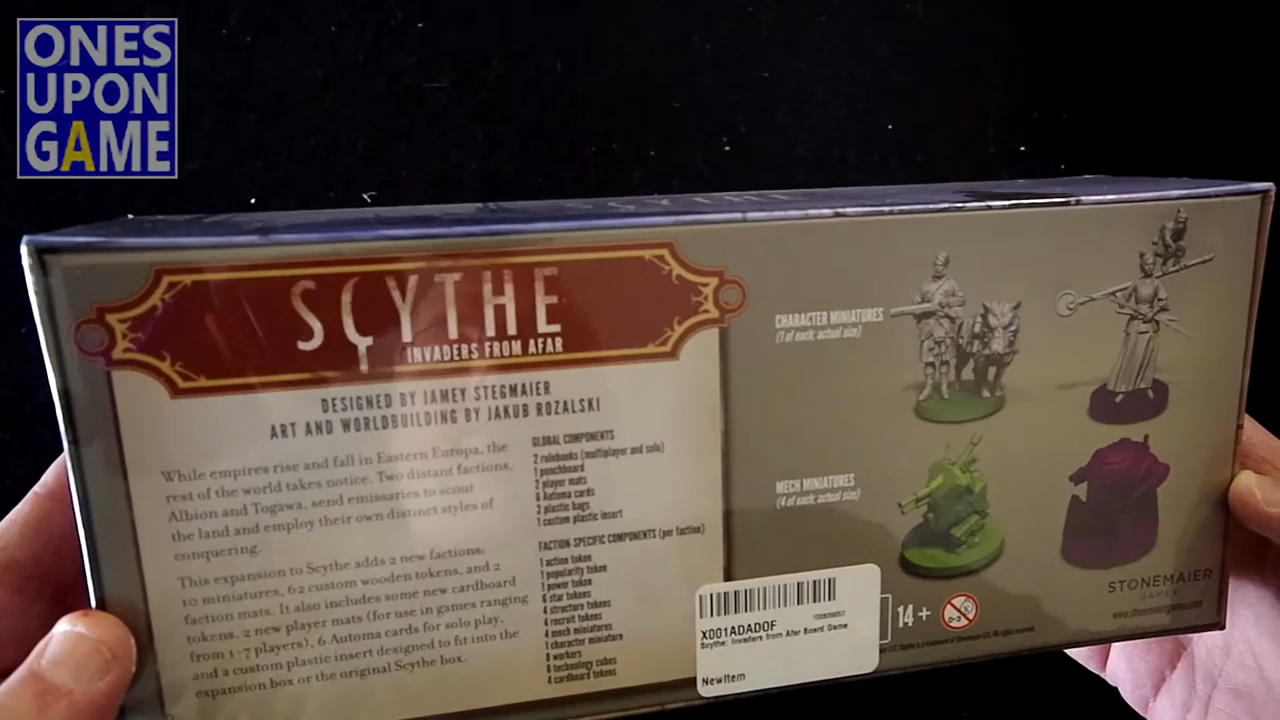 ONES
UPON
GAME
SCYTHE
SCYTHE
INVADERS FROM AFAR
DESIGNED BY JAMEY STEGMAIER
ART AND WORLDBUILDING BY JAKUB ROZALSKI
While empires rise and fall in Eastern Europa, the
rest of the world takes notice. Two distant factions,
Albion and Togawa, send emissaries to scout
the land and employ their own distinct styles of
conquering.
This expansion to Scythe adds 2 new factions:
10 miniatures, 62 custom wooden tokens, and 2
faction mats. It also includes some new cardboard
tokens, 2 new player mats (for use in games ranging
from 1-7 players), 6 Automa cards for solo play,
and a custom plastic insert designed to fit into the
expansion box or the original Scythe box.
GLOBAL COMPONENTS
2 rulebooks (multiplayer and solo)
1 punchboard
2 player mats
6 Automa cards
2 plastic bags
1 custom plastic insert
FACTION-SPECIFIC COMPONENTS (per faction)
1 action token
1 popularity token
1 power token
6 star tokens
4 structure tokens
4 recruit tokens
4 mech miniatures
1 character miniature
8 workers
6 technology cubes
4 cardboard tokens
CHARACTER MINIATURES
(1 of each; actual size)
MECH MINIATURES
(4 of each; actual size)
X001ADADOF
Scythe: Invaders from Afar Board Game
NewItem
14+
0-3
STONEMAIER
GAMES
www.stonemaiergames.com